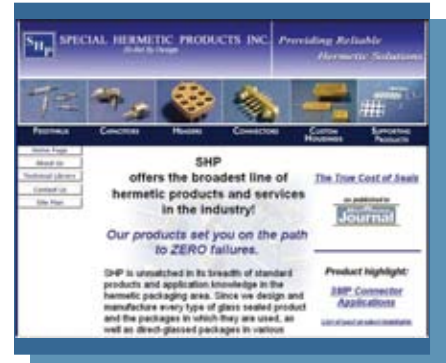 SHP SPECIAL HERMETIC PRODUCTS INC.
Providing Reliable
Hermetic Solutions
FEEDTHRUS
CAPACITORS
HEADERS
CONNECTORS
CUSTOM
HOUSINGS
SUPPORTING
PRODUCTS
Home Page
About Us
Technical Library
Contact Us
Site Map
SHP
offers the broadest line of
hermetic products and services
in the industry!
Our products set you on the path
to ZERO failures.
SHP is unmatched in its breadth of standard
products and application knowledge in the
hermetic packaging area. Since we design and
manufacture every type of glass sealed product
and the packages in which they are used, as
well as direct-glassed packages in various
The True Cost of Seals
as published in
Journal
Product highlight:
SMP Connector
Applications